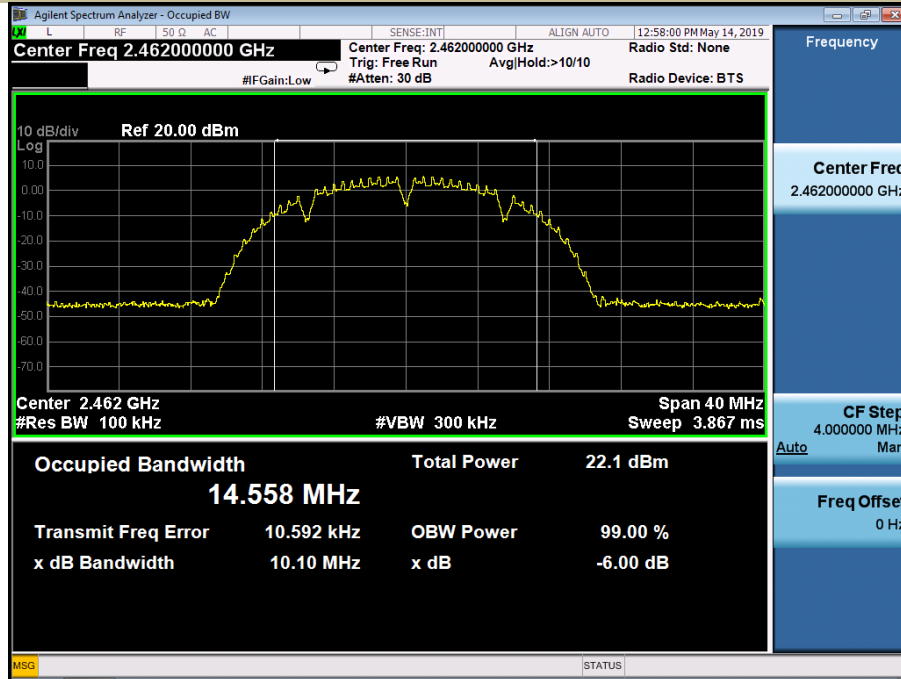 Agilent Spectrum Analyzer - Occupied BW
LXI L RF 50 Ω AC SENSE:INT ALIGN AUTO 12:58:00 PM May 14, 2019
Center Freq 2.462000000 GHz
Center Freq: 2.462000000 GHz Radio Std: None
Trig: Free Run Avg|Hold:>10/10
#IFGain:Low #Atten: 30 dB Radio Device: BTS
Frequency
10 dB/div Ref 20.00 dBm
Log
10.0
0.00
-10.0
-20.0
-30.0
-40.0
-50.0
-60.0
-70.0
Center 2.462 GHz Span 40 MHz
#Res BW 100 kHz #VBW 300 kHz Sweep 3.867 ms
Occupied Bandwidth Total Power 22.1 dBm
14.558 MHz
Transmit Freq Error 10.592 kHz OBW Power 99.00 %
x dB Bandwidth 10.10 MHz x dB -6.00 dB
Center Freq
2.462000000 GHz
CF Step
4.000000 MHz
Auto Man
Freq Offset
0 Hz
MSG STATUS